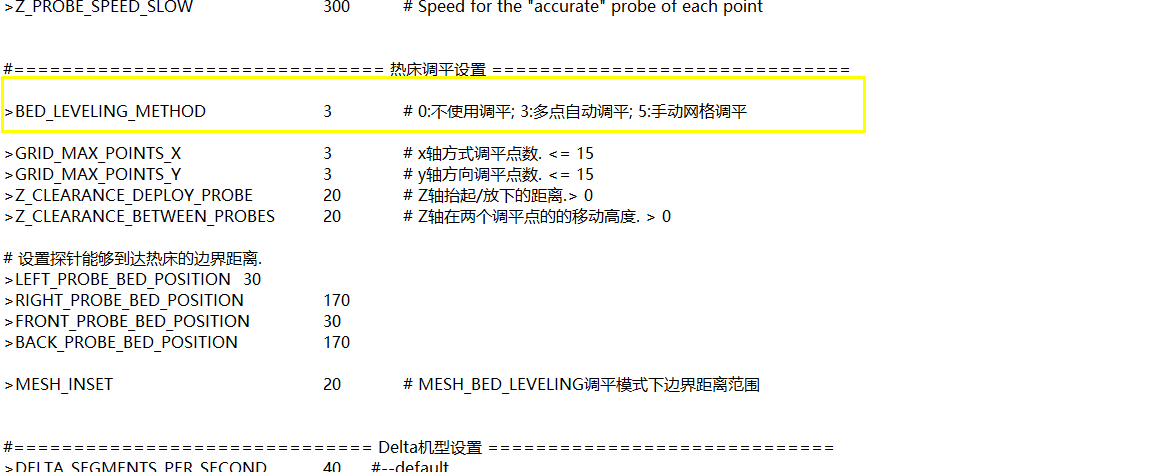 >Z_PROBE_SPEED_SLOW 300 # Speed for the "accurate" probe of each point
#================================= 热床调平设置 ==============================
>BED_LEVELING_METHOD 3 # 0:不使用调平; 3:多点自动调平; 5:手动网格调平
>GRID_MAX_POINTS_X 3 # x轴方式调平点数. <= 15
>GRID_MAX_POINTS_Y 3 # y轴方向调平点数. <= 15
>Z_CLEARANCE_DEPLOY_PROBE 20 # Z轴抬起/放下的距离.> 0
>Z_CLEARANCE_BETWEEN_PROBES 20 # Z轴在两个调平点的的移动高度. > 0
# 设置探针能够到达热床的边界距离.
>LEFT_PROBE_BED_POSITION 30
>RIGHT_PROBE_BED_POSITION 170
>FRONT_PROBE_BED_POSITION 30
>BACK_PROBE_BED_POSITION 170
>MESH_INSET 20 # MESH_BED_LEVELING调平模式下边界距离范围
#============================== Delta机型设置 =============================
>DELTA_SEGMENTS_PER_SECOND 40 #--default